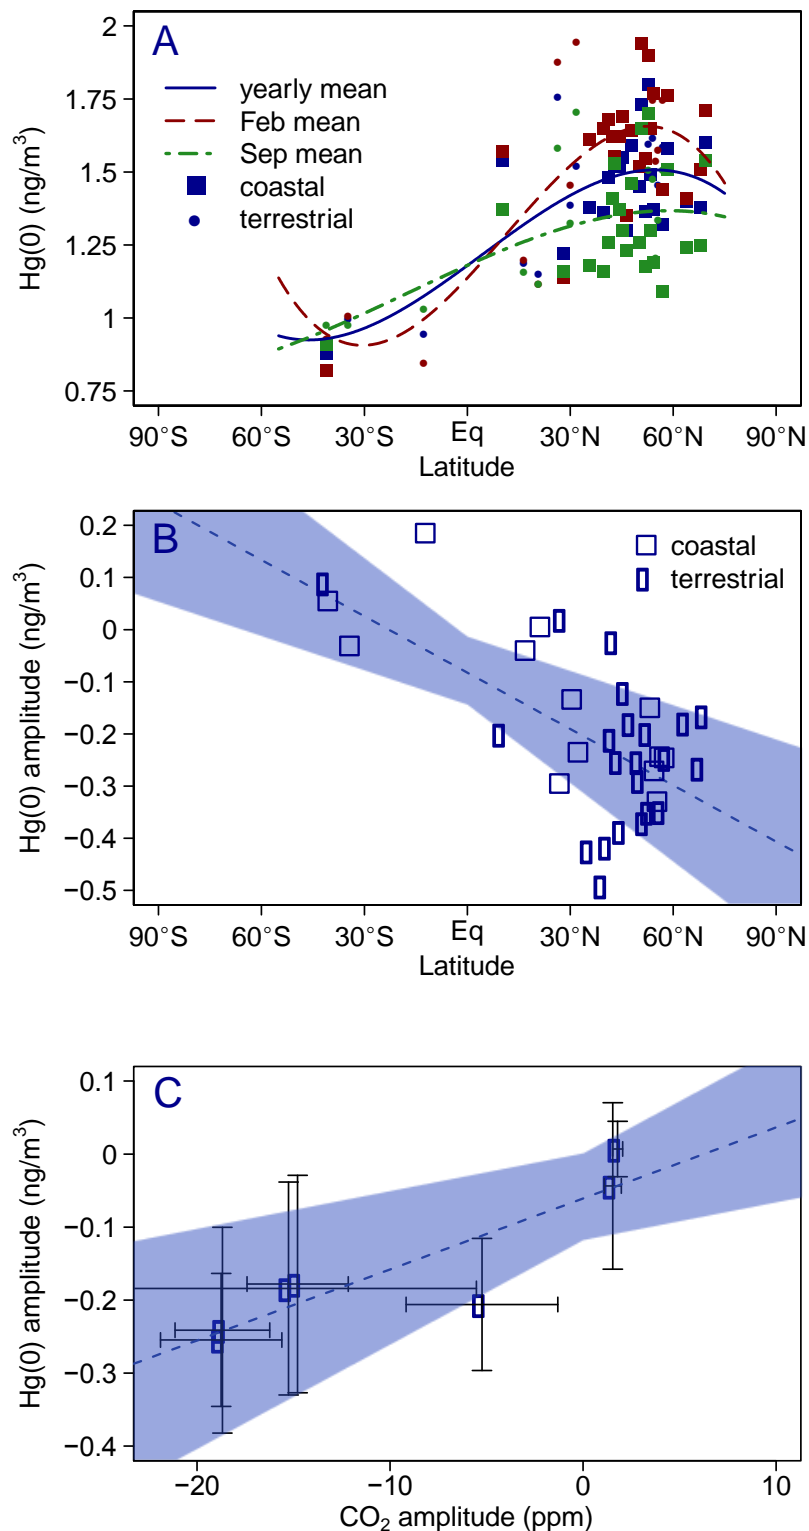 A
yearly mean
Feb mean
Sep mean
coastal
terrestrial
Hg(0) (ng/m³)
2
1.75
1.5
1.25
1
0.75
90°S 60°S 30°S Eq 30°N 60°N 90°N
Latitude
B
coastal
terrestrial
Hg(0) amplitude (ng/m³)
0.2
0.1
0
−0.1
−0.2
−0.3
−0.4
−0.5
90°S 60°S 30°S Eq 30°N 60°N 90°N
Latitude
C
Hg(0) amplitude (ng/m³)
0.1
0
−0.1
−0.2
−0.3
−0.4
−20 −10 0 10
CO₂ amplitude (ppm)